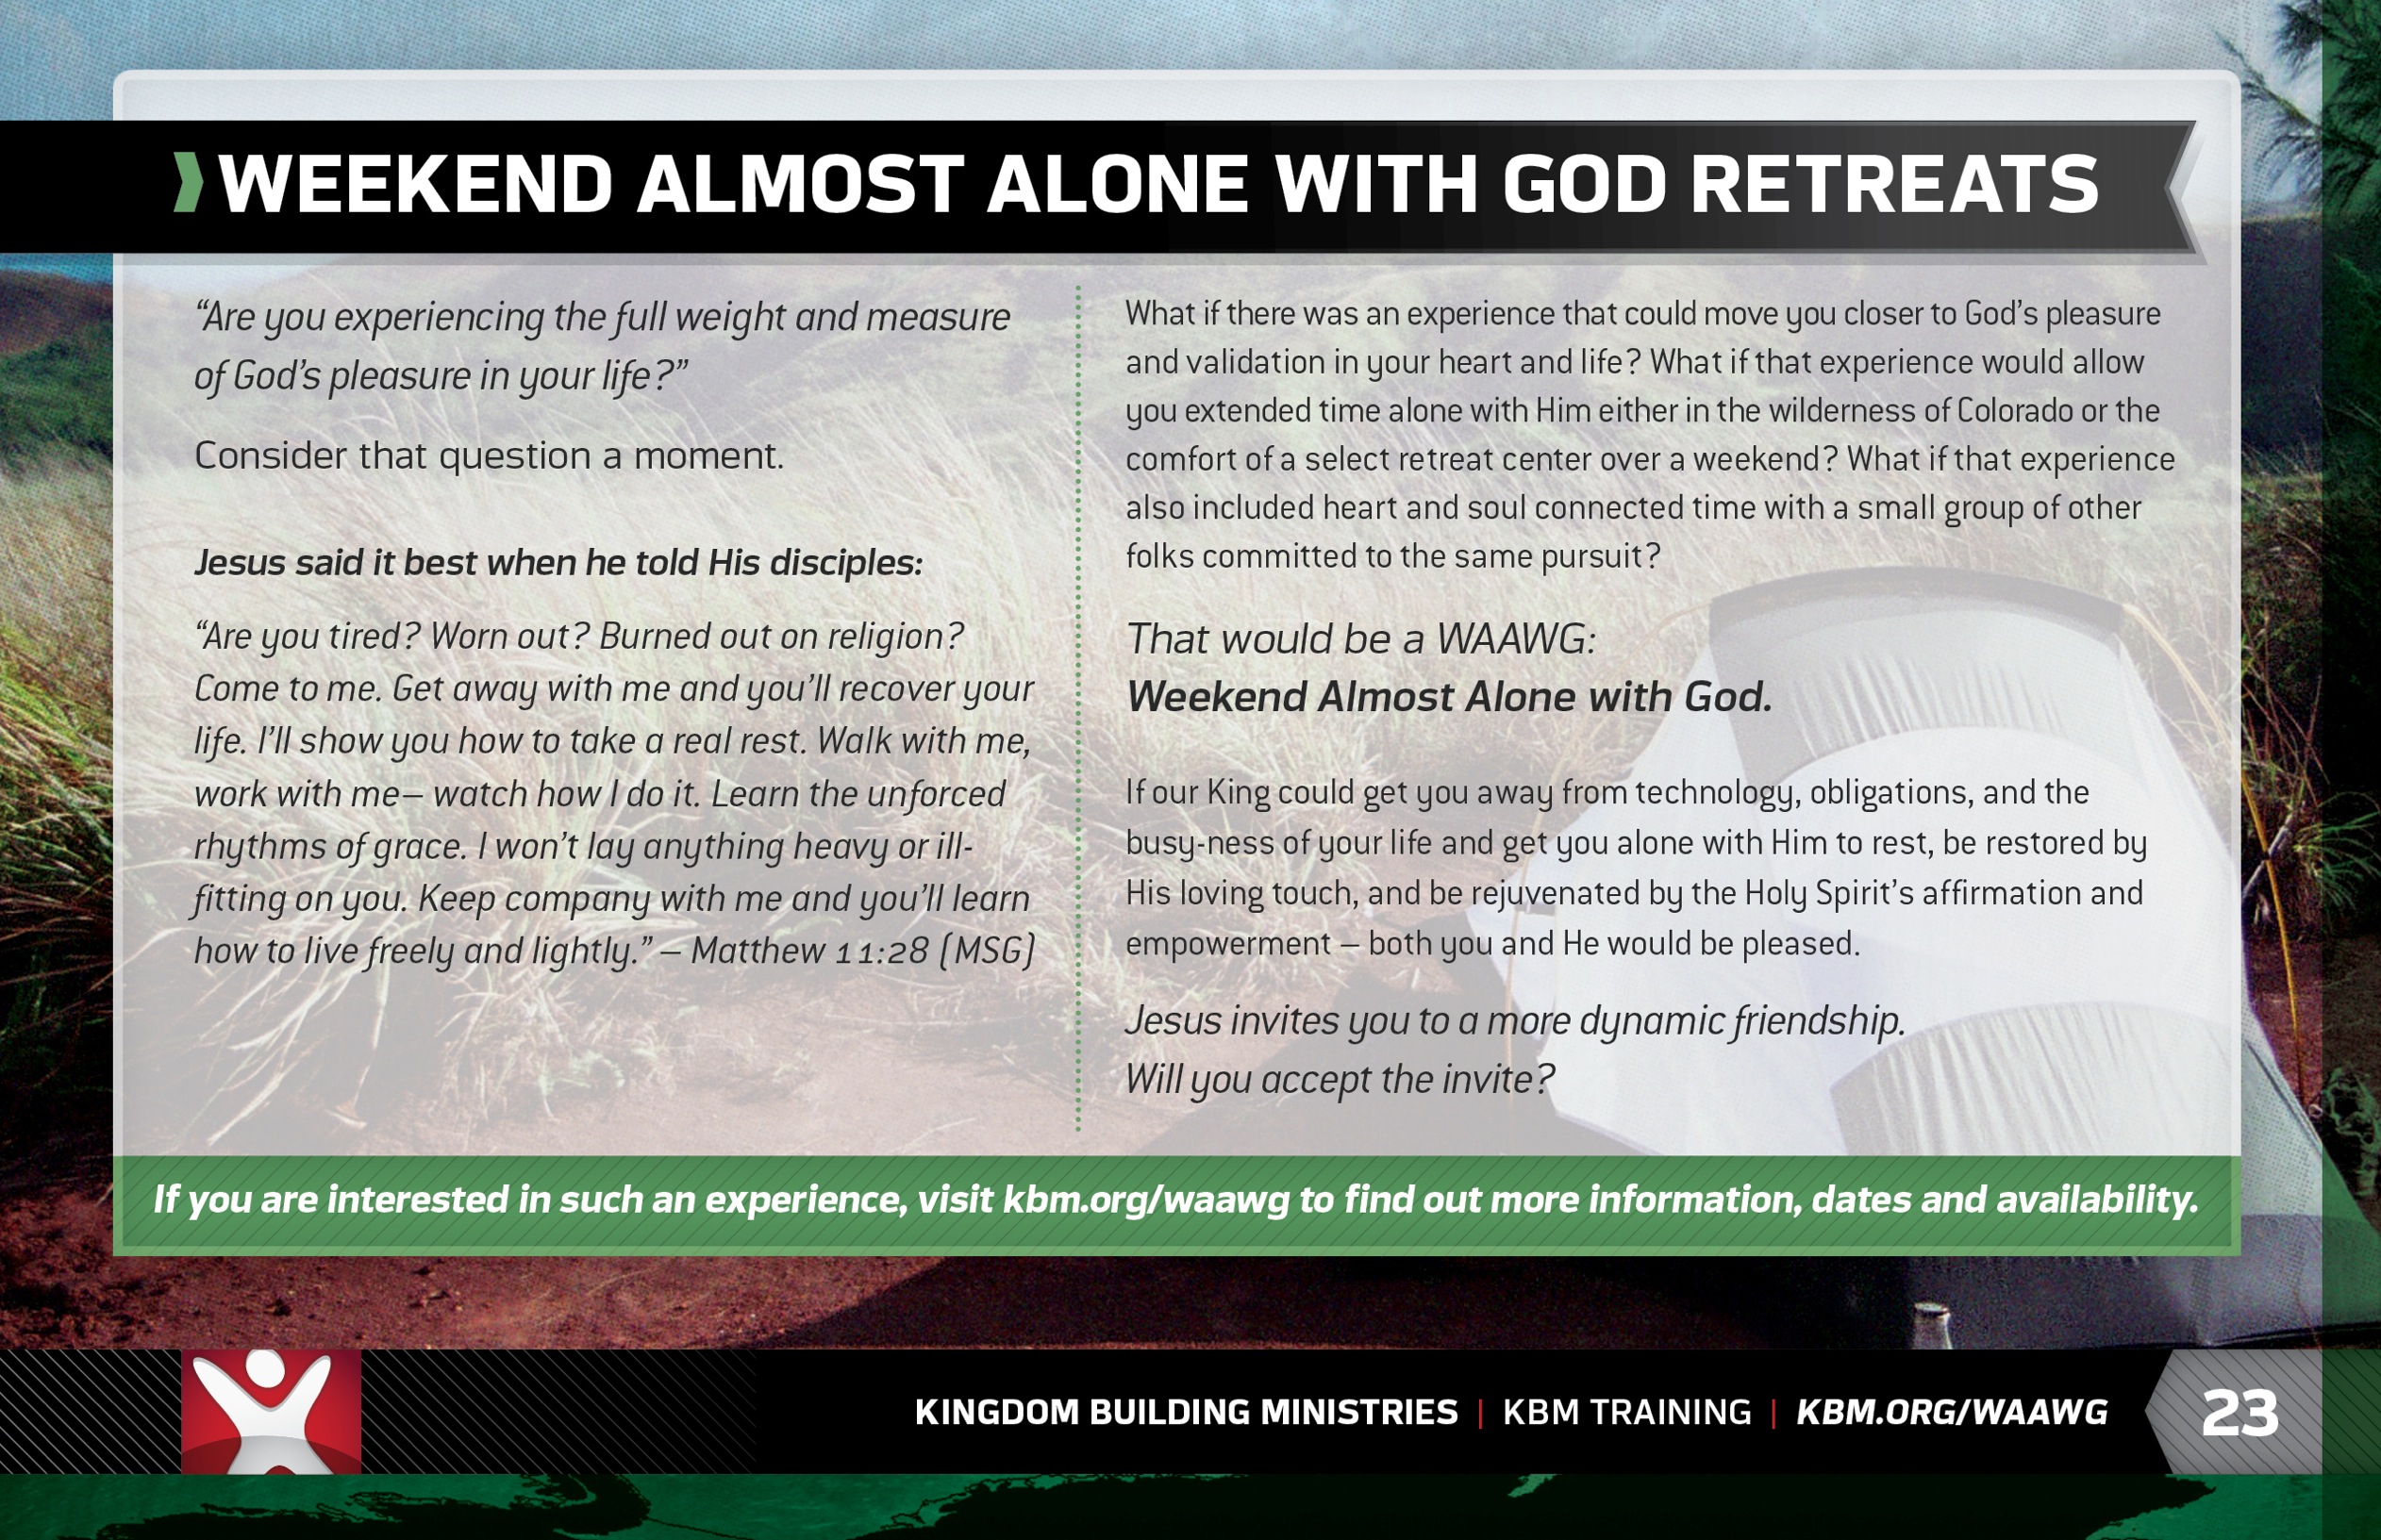 WEEKEND ALMOST ALONE WITH GOD RETREATS
“Are you experiencing the full weight and measure
of God’s pleasure in your life?”
Consider that question a moment.
Jesus said it best when he told His disciples:
“Are you tired? Worn out? Burned out on religion?
Come to me. Get away with me and you’ll recover your
life. I’ll show you how to take a real rest. Walk with me,
work with me– watch how I do it. Learn the unforced
rhythms of grace. I won’t lay anything heavy or ill-
fitting on you. Keep company with me and you’ll learn
how to live freely and lightly.” – Matthew 11:28 (MSG)
What if there was an experience that could move you closer to God’s pleasure
and validation in your heart and life? What if that experience would allow
you extended time alone with Him either in the wilderness of Colorado or the
comfort of a select retreat center over a weekend? What if that experience
also included heart and soul connected time with a small group of other
folks committed to the same pursuit?
That would be a WAAWG:
Weekend Almost Alone with God.
If our King could get you away from technology, obligations, and the
busy-ness of your life and get you alone with Him to rest, be restored by
His loving touch, and be rejuvenated by the Holy Spirit’s affirmation and
empowerment – both you and He would be pleased.
Jesus invites you to a more dynamic friendship.
Will you accept the invite?
If you are interested in such an experience, visit kbm.org/waawg to find out more information, dates and availability.
KINGDOM BUILDING MINISTRIES | KBM TRAINING | KBM.ORG/WAAWG
23